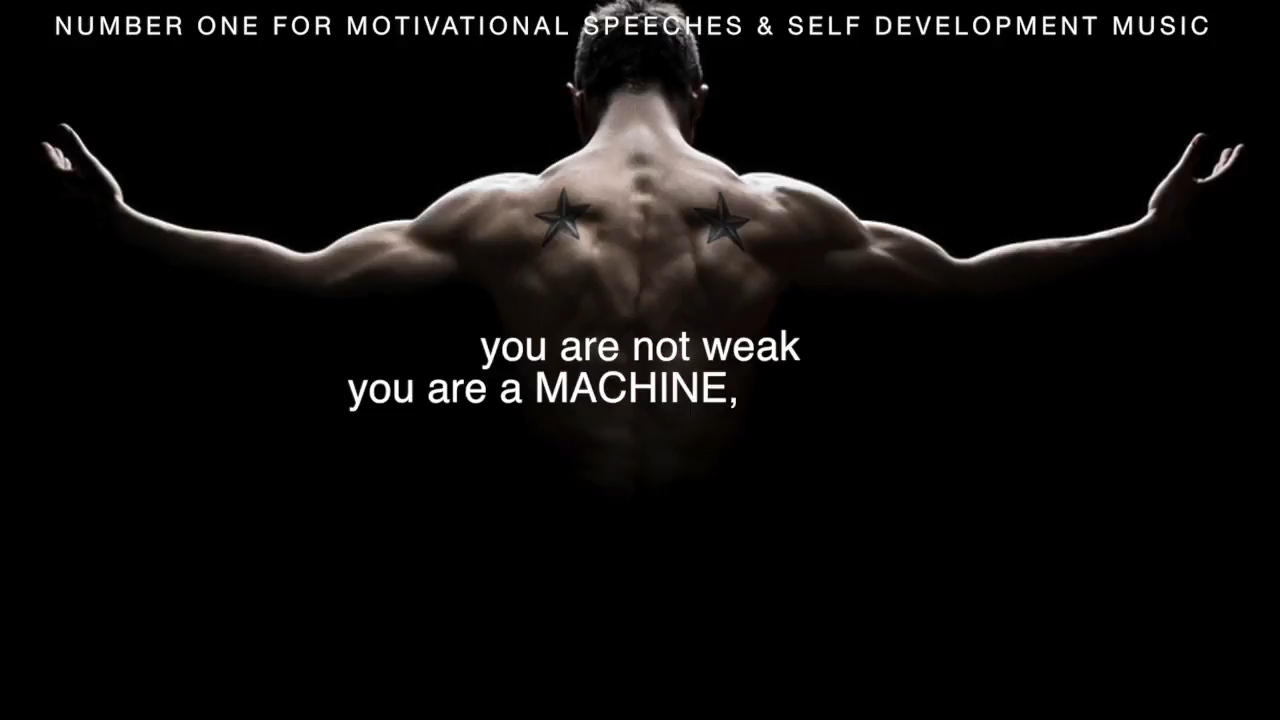 NUMBER ONE FOR MOTIVATIONAL SPEECHES & SELF DEVELOPMENT MUSIC
you are not weak
you are a MACHINE,